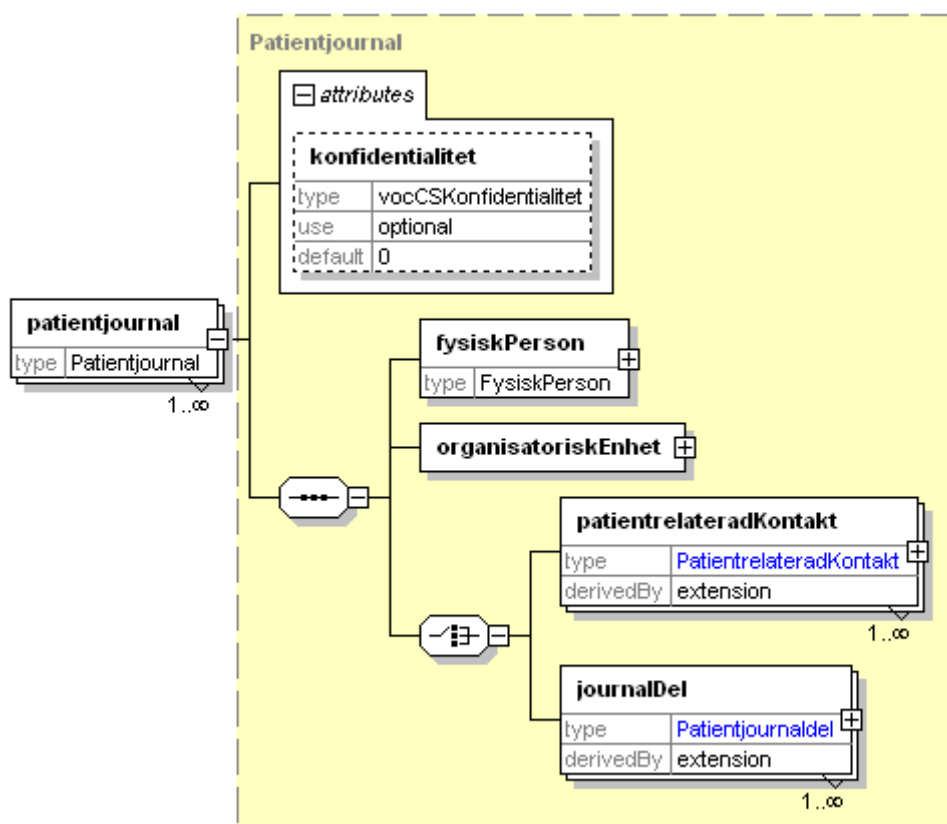 Patientjournal
attributes
konfidentialitet
type vocCSKonfidentialitet
use optional
default 0
patientjournal
type Patientjournal
1..∞
fysiskPerson
type FysiskPerson
organisatoriskEnhet
patientrelateradKontakt
type PatientrelateradKontakt
derivedBy extension
1..∞
journalDel
type Patientjournaldel
derivedBy extension
1..∞